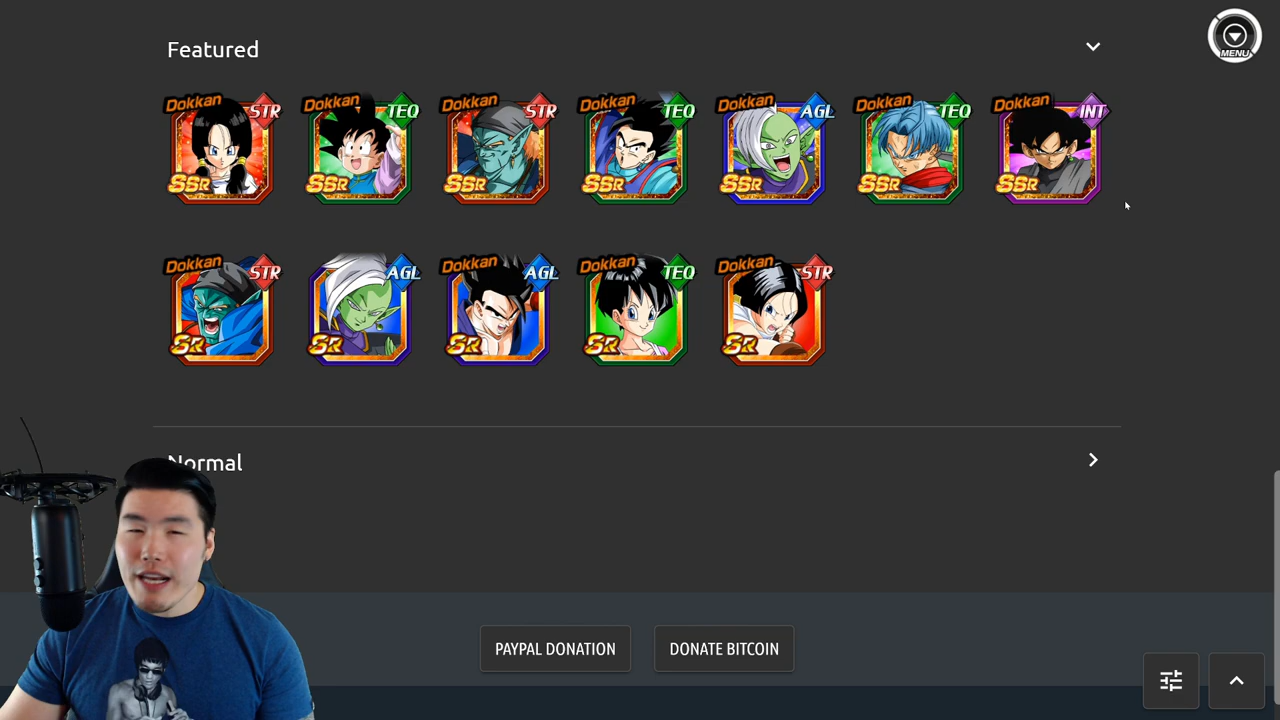 Featured
MENU
Dokkan STR SSR
Dokkan TEQ SSR
Dokkan STR SSR
Dokkan TEQ SSR
Dokkan AGL SSR
Dokkan TEQ SSR
Dokkan INT SSR
Dokkan STR SR
AGL SR
Dokkan AGL SR
Dokkan TEQ SR
Dokkan STR SR
Normal
PAYPAL DONATION
DONATE BITCOIN